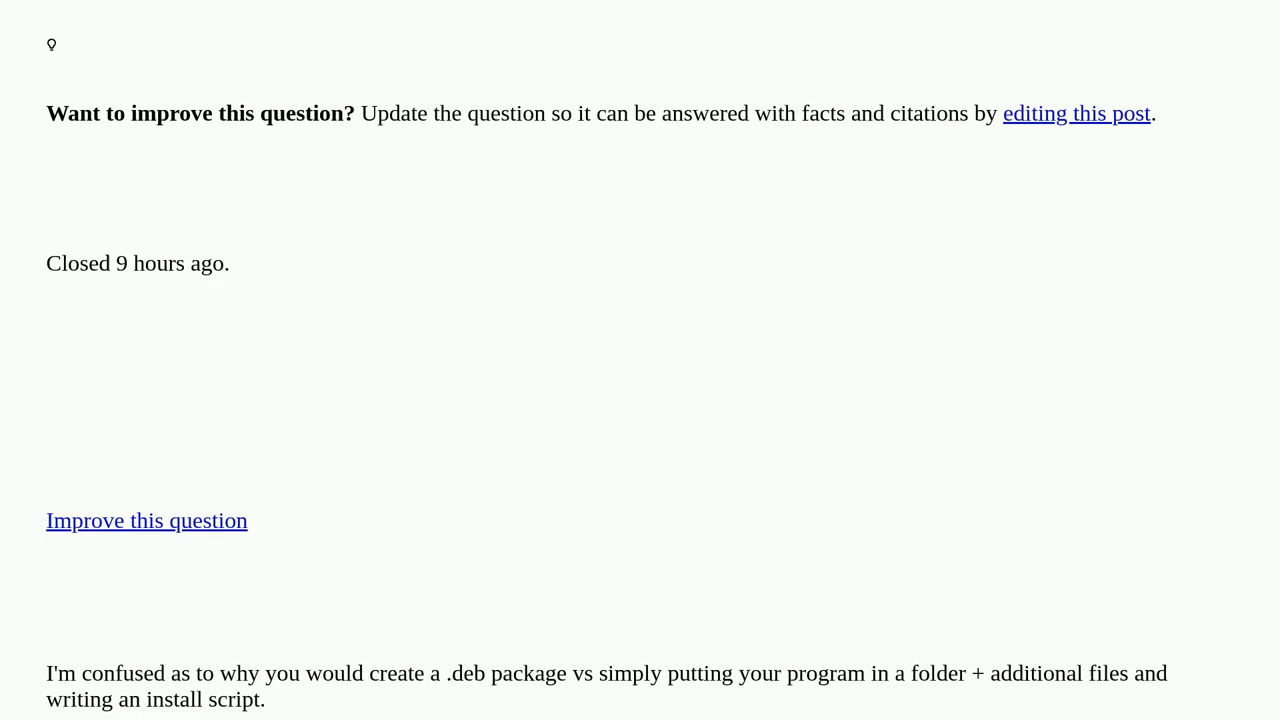 Want to improve this question? Update the question so it can be answered with facts and citations by editing this post.
Closed 9 hours ago.
Improve this question
I'm confused as to why you would create a .deb package vs simply putting your program in a folder + additional files and
writing an install script.